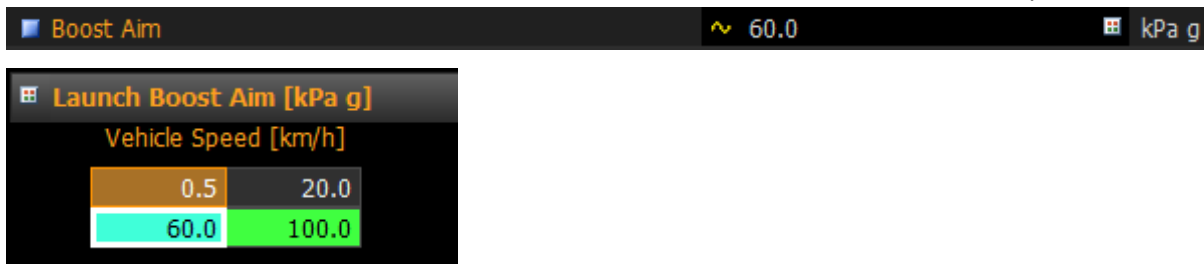 Boost Aim 60.0 kPa g
Launch Boost Aim [kPa g]
Vehicle Speed [km/h]
0.5 20.0
60.0 100.0